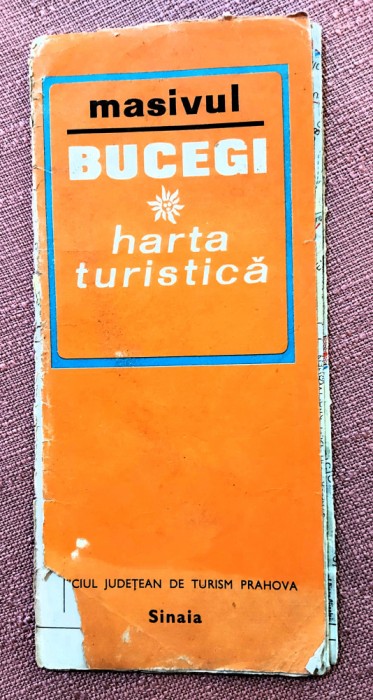 masivul
BUCEGI
harta
turistică
CIUL JUDEȚEAN DE TURISM PRAHOVA
Sinaia